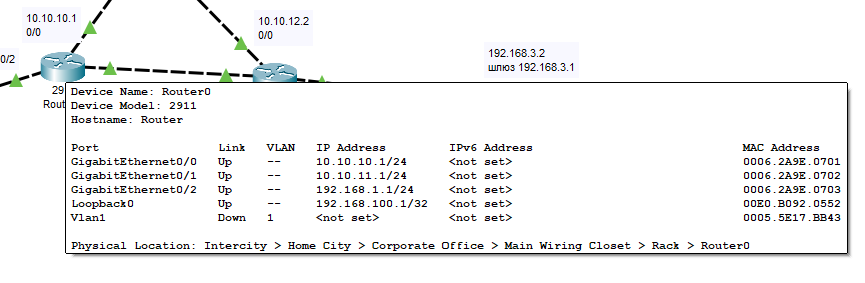 10.10.10.1
0/0
10.10.12.2
0/0
192.168.3.2
шлюз 192.168.3.1
0/2
29
Rout
Device Name: Router0
Device Model: 2911
Hostname: Router
Port Link VLAN IP Address IPv6 Address MAC Address
GigabitEthernet0/0 Up -- 10.10.10.1/24 <not set> 0006.2A9E.0701
GigabitEthernet0/1 Up -- 10.10.11.1/24 <not set> 0006.2A9E.0702
GigabitEthernet0/2 Up -- 192.168.1.1/24 <not set> 0006.2A9E.0703
Loopback0 Up -- 192.168.100.1/32 <not set> 00E0.B092.0552
Vlan1 Down 1 <not set> <not set> 0005.5E17.BB43
Physical Location: Intercity > Home City > Corporate Office > Main Wiring Closet > Rack > Router0